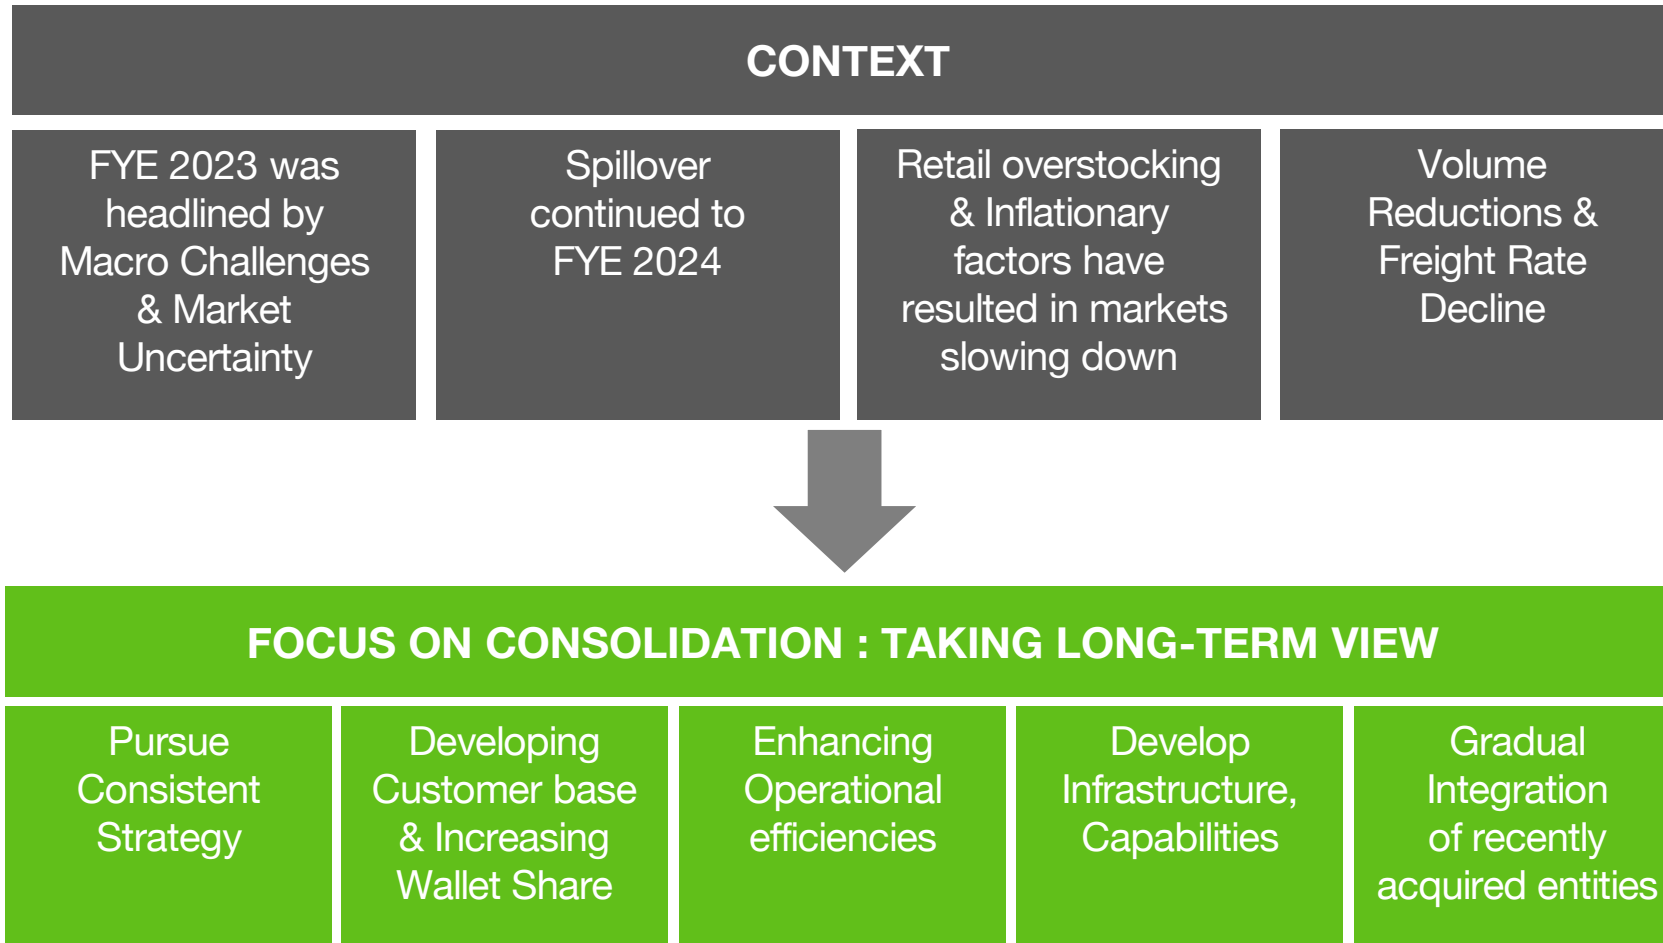 CONTEXT
FYE 2023 was
headlined by
Macro Challenges
& Market
Uncertainty
Spillover
continued to
FYE 2024
Retail overstocking
& Inflationary
factors have
resulted in markets
slowing down
Volume
Reductions &
Freight Rate
Decline
FOCUS ON CONSOLIDATION : TAKING LONG-TERM VIEW
Pursue
Consistent
Strategy
Developing
Customer base
& Increasing
Wallet Share
Enhancing
Operational
efficiencies
Develop
Infrastructure,
Capabilities
Gradual
Integration
of recently
acquired entities